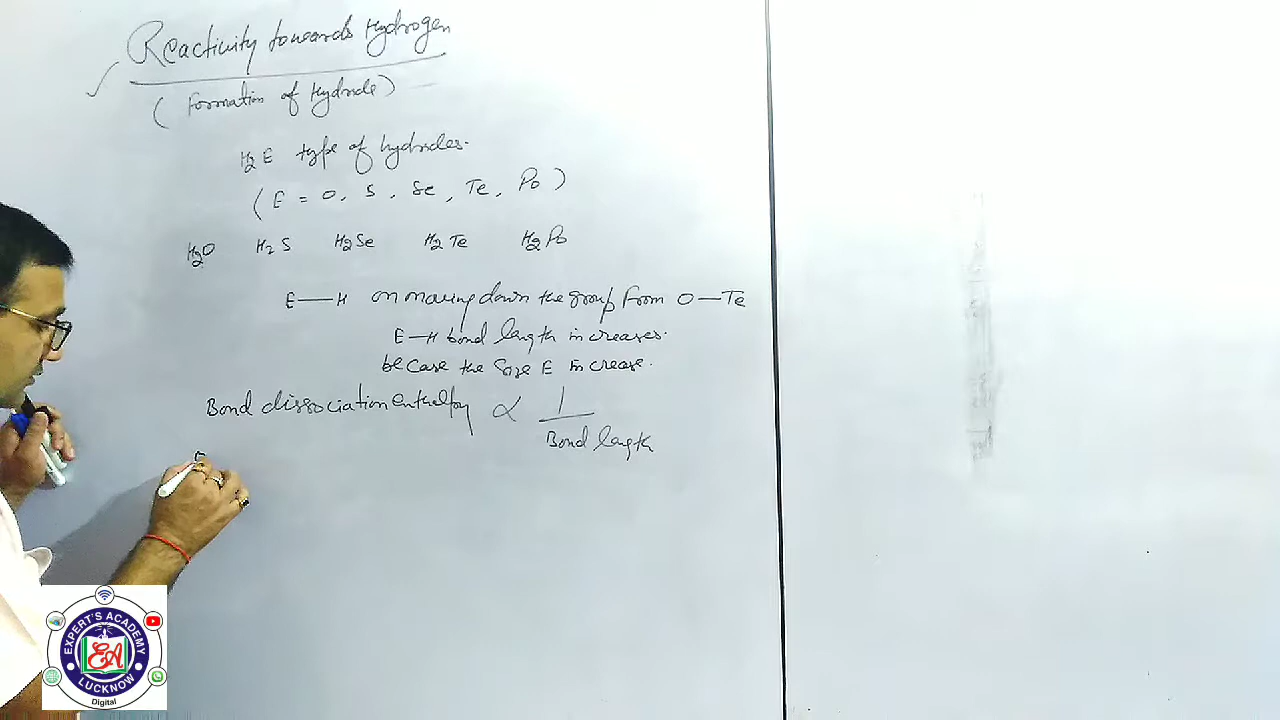 Reactivity towards Hydrogen
(Formation of Hydride)
H2E type of hydrides.
(E = O, S, Se, Te, Po)
H2O H2S H2Se H2Te H2Po
E—H on moving down the group from O—Te
E—H bond length increases.
becase the size E increase.
Bond dissociation enthalpy ∝ 1
Bond length
EXPERT'S ACADEMY
EA
LUCKNOW
Digital